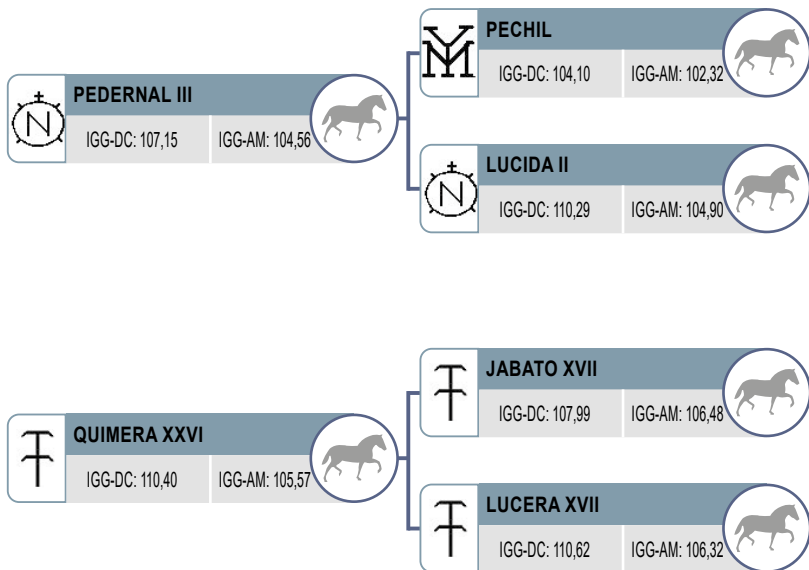 PEDERNAL III
IGG-DC: 107,15 IGG-AM: 104,56
N
PECHIL
IGG-DC: 104,10 IGG-AM: 102,32
LUCIDA II
IGG-DC: 110,29 IGG-AM: 104,90
N
QUIMERA XXVI
IGG-DC: 110,40 IGG-AM: 105,57
JABATO XVII
IGG-DC: 107,99 IGG-AM: 106,48
LUCERA XVII
IGG-DC: 110,62 IGG-AM: 106,32